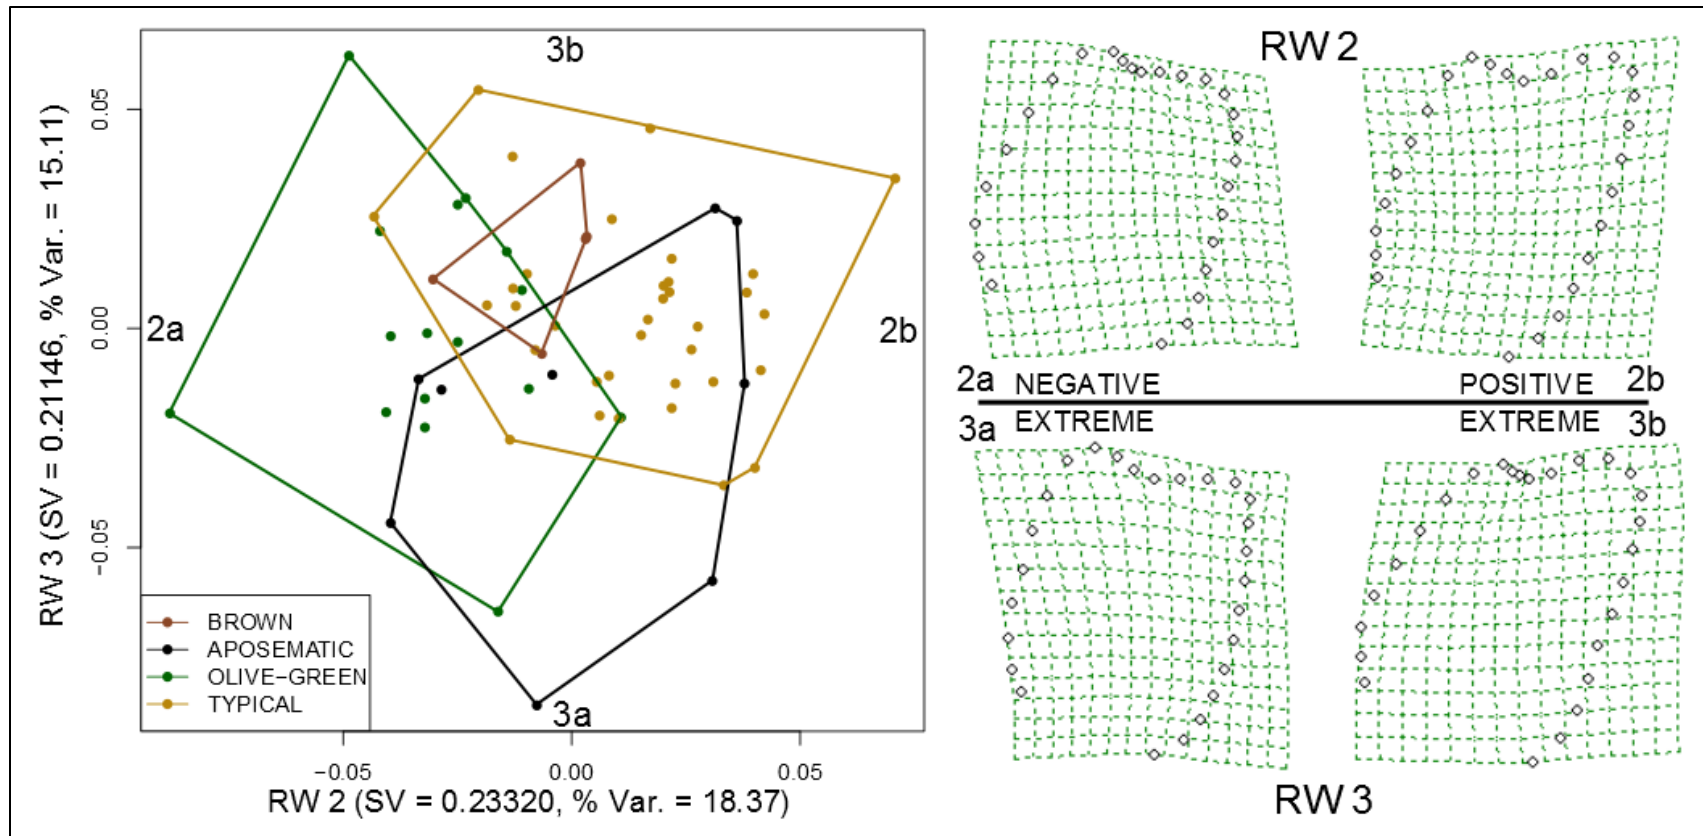 3b
0.05
0.00
−0.05
RW 3 (SV = 0.21146, % Var. = 15.11)
2a
2b
BROWN
APOSEMATIC
OLIVE−GREEN
TYPICAL
3a
−0.05
0.00
0.05
RW 2 (SV = 0.23320, % Var. = 18.37)
RW 2
2a NEGATIVE POSITIVE 2b
3a EXTREME EXTREME 3b
RW 3